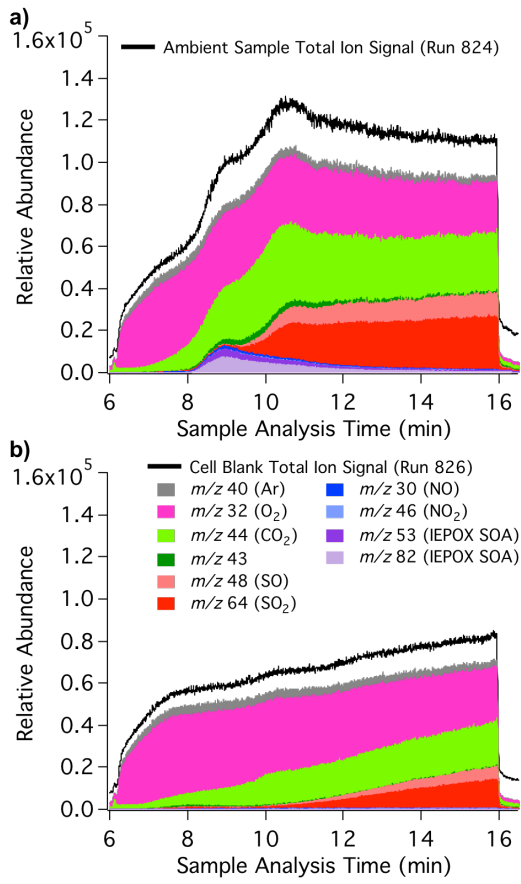 a)
1.6x10⁵
Ambient Sample Total Ion Signal (Run 824)
1.4
1.2
1.0
0.8
0.6
0.4
0.2
0.0
Relative Abundance
6 8 10 12 14 16
Sample Analysis Time (min)
b)
1.6x10⁵
Cell Blank Total Ion Signal (Run 826)
m/z 40 (Ar) m/z 30 (NO)
m/z 32 (O₂) m/z 46 (NO₂)
m/z 44 (CO₂) m/z 53 (IEPOX SOA)
m/z 43 m/z 82 (IEPOX SOA)
m/z 48 (SO)
m/z 64 (SO₂)
1.4
1.2
1.0
0.8
0.6
0.4
0.2
0.0
Relative Abundance
6 8 10 12 14 16
Sample Analysis Time (min)